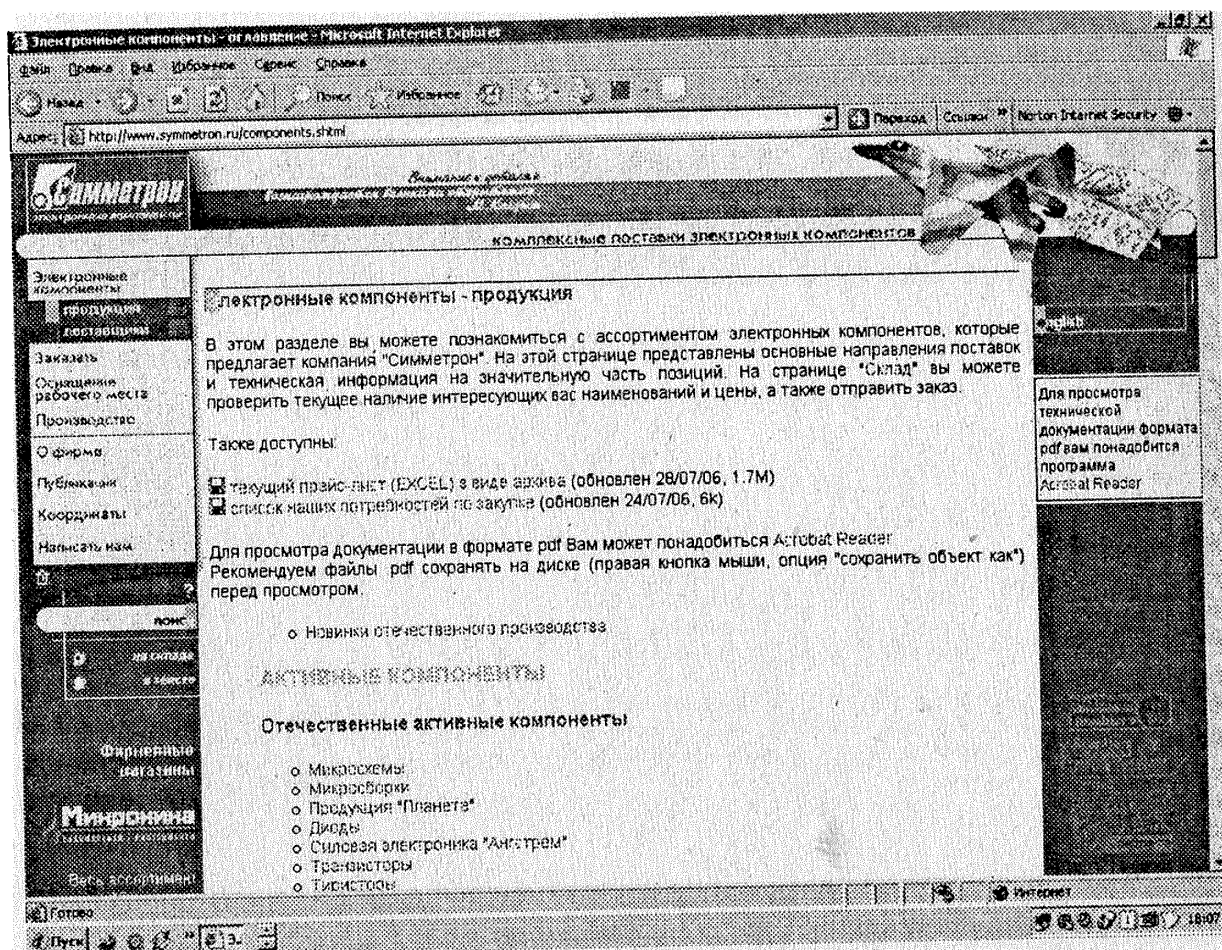 Электронные компоненты - оглавление - Microsoft Internet Explorer
Файл Правка Вид Избранное Сервис Справка
Назад Поиск Избранное
Адрес: http://www.symmetron.ru/components.shtml Переход Ссылки » Norton Internet Security
Симметрон
комплексные поставки электронных компонентов
Электронные
компоненты
продукция
поставщики
Заказать
Оснащение
рабочего места
Производство
О фирме
Публикации
Координаты
Написать нам
?
поиск
на складе
Фирменные
магазины
Микроника
Весь ассортимент
лектронные компоненты - продукция
В этом разделе вы можете познакомиться с ассортиментом электронных компонентов, которые
предлагает компания "Симметрон". На этой странице представлены основные направления поставок
и техническая информация на значительную часть позиций. На странице "Склад" вы можете
проверить текущее наличие интересующих вас наименований и цены, а также отправить заказ.
Также доступны:
текущий прайс-лист (EXCEL) в виде архива (обновлен 28/07/06, 1.7M)
список наших потребностей по закупке (обновлен 24/07/06, 6k)
Для просмотра документации в формате pdf Вам может понадобиться Acrobat Reader
Рекомендуем файлы .pdf сохранять на диске (правая кнопка мыши, опция "сохранить объект как")
перед просмотром.
Новинки отечественного производства
АКТИВНЫЕ КОМПОНЕНТЫ
Отечественные активные компоненты
Микросхемы
Микросборки
Продукция "Планета"
Диоды
Силовая электроника "Ангстрем"
Транзисторы
Тиристоры
english
Для просмотра
технической
документации формата
pdf вам понадобится
программа
Acrobat Reader
Готово Интернет
Пуск » Э.. 18:07